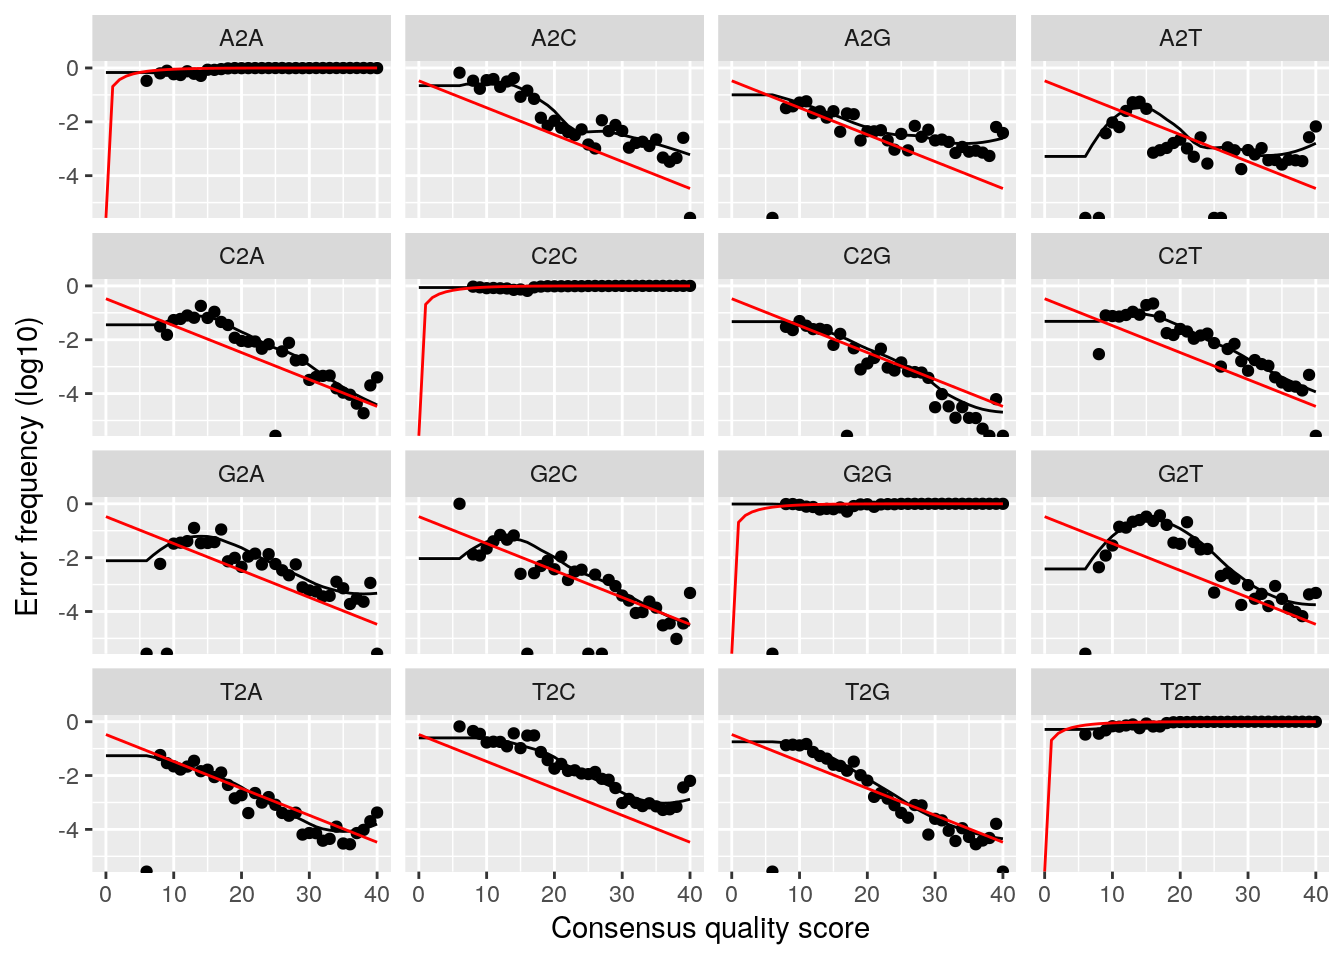 A2A A2C A2G A2T
0
-2
-4
C2A C2C C2G C2T
0
-2
-4
G2A G2C G2G G2T
0
-2
-4
T2A T2C T2G T2T
0
-2
-4
0 10 20 30 40 0 10 20 30 40 0 10 20 30 40 0 10 20 30 40
Consensus quality score
Error frequency (log10)